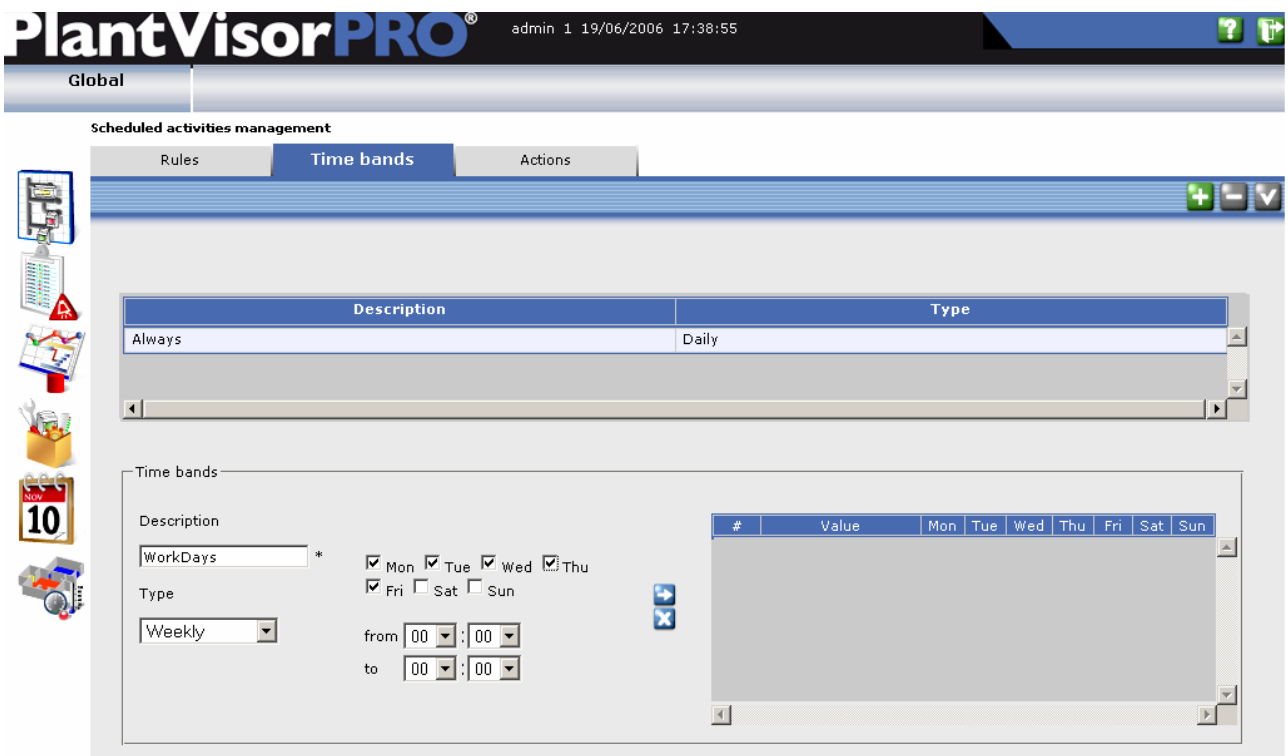 PlantVisorPRO® admin 1 19/06/2006 17:38:55
Global
Scheduled activities management
Rules Time bands Actions
Description Type
Always Daily
Time bands
Description
WorkDays *
Mon Tue Wed Thu
Fri Sat Sun
Type
Weekly
from 00 : 00
to 00 : 00
# Value Mon Tue Wed Thu Fri Sat Sun
NOV
10